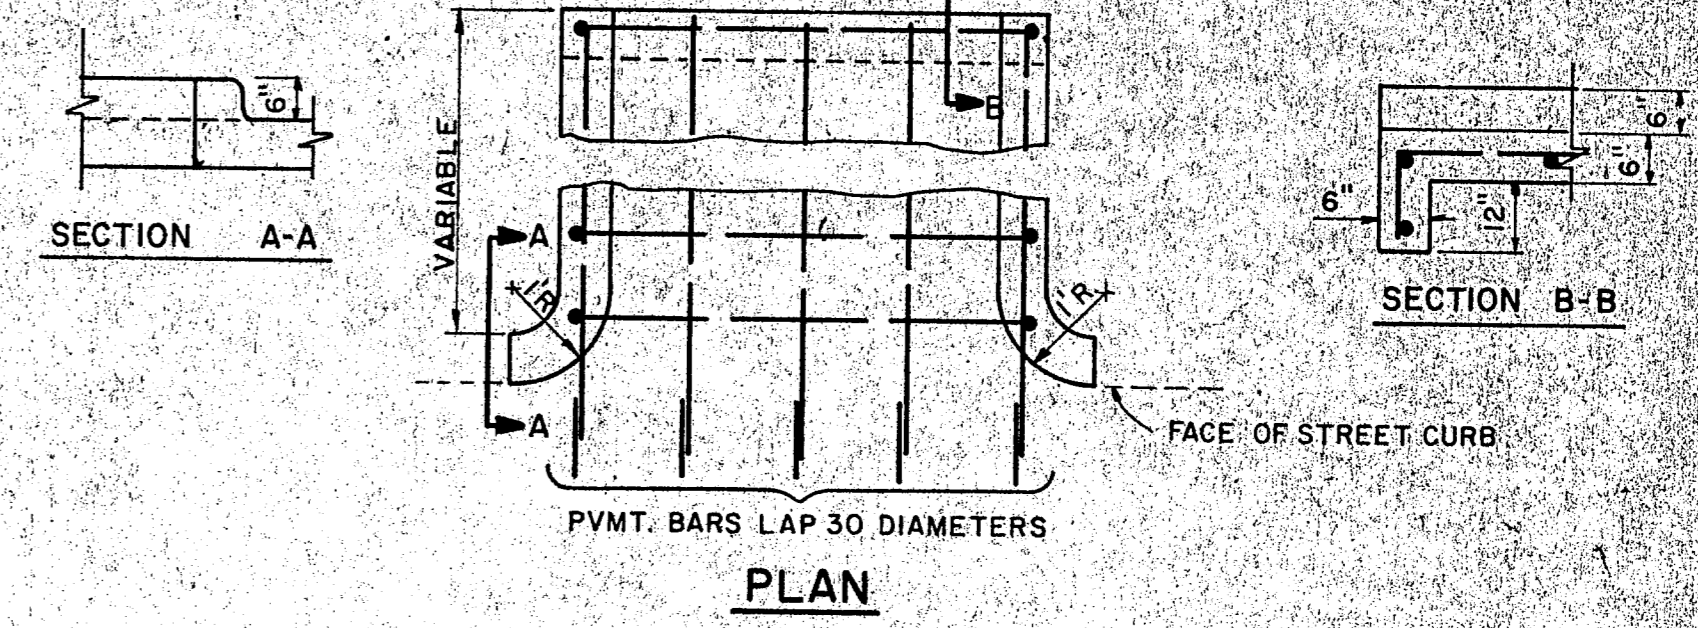 6"
SECTION A-A
VARIABLE
B
A
1'R
1'R
A
FACE OF STREET CURB
PVMT. BARS LAP 30 DIAMETERS
PLAN
6"
6"
6"
12"
SECTION B-B